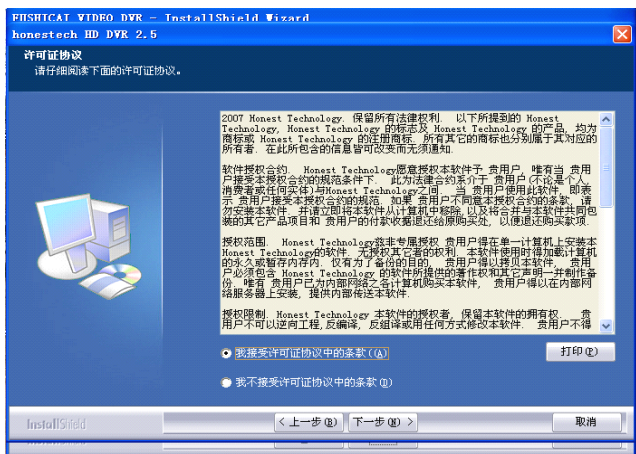 FUSHICAI VIDEO DVR - InstallShield Wizard
honestech HD DVR 2.5
许可证协议
请仔细阅读下面的许可证协议。
2007 Honest Technology. 保留所有法律权利. 以下所提到的 Honest
Technology, Honest Technology 的标志及 Honest Technology 的产品, 均为
商标或 Honest Technology 的注册商标. 所有其它的商标也分别属于其对应的
所有者. 在此所包含的信息皆可改变而无须通知.
软件授权合约. Honest Technology愿意授权本软件予 贵用户, 唯有当 贵用
户接受本授权合约的规范条件下. 此为法律合约系介于 贵用户(不论是个人,
消费者或任何实体)与Honest Technology之间. 当 贵用户使用此软件, 即表
示 贵用户接受本授权合约的规范. 如果 贵用户不同意本授权合约的条款, 请
勿安装本软件. 并请立即将本软件从计算机中移除,以及将合并与本软件共同包
装的其它产品项目和 贵用户的付款收据退还给原购买处, 以便退还购买款项.
授权范围. Honest Technology兹非专属授权 贵用户得在单一计算机上安装本
Honest Technology的软件. 无授权其它者的权利. 本软件使用时得加载计算机
的永久或暂存内存内. 仅有为了备份的目的, 贵用户得以拷贝本软件, 贵用
户必须包含 Honest Technology 的软件所提供的著作权和其它声明一并制作备
份. 唯有 贵用户已为内部网络之各计算机购买本软件, 贵用户得以在内部网
络服务器上安装, 提供内部传送本软件.
授权限制. Honest Technology 本软件的授权者, 保留本软件的拥有权. 贵
用户不可以逆向工程,反编译, 反组译或用任何方式修改本软件. 贵用户不得
我接受许可证协议中的条款((A)
打印(P)
我不接受许可证协议中的条款(D)
InstallShield
< 上一步(B)
下一步(N) >
取消